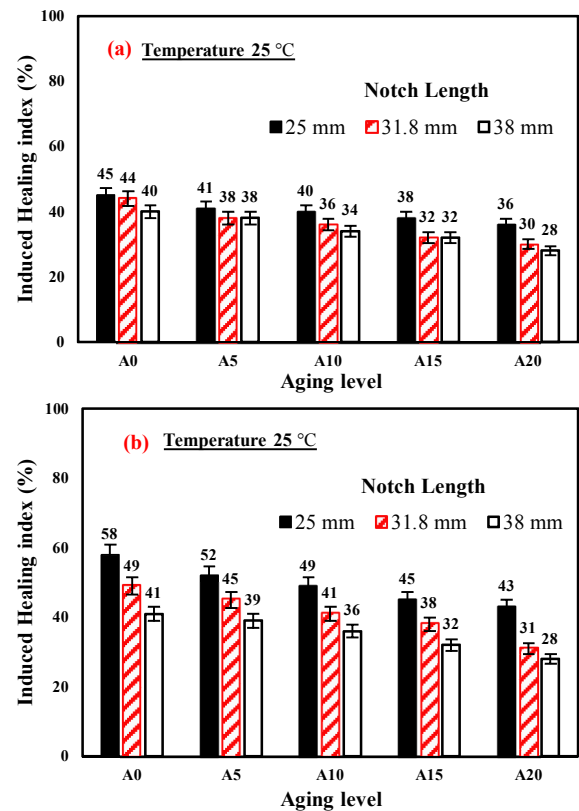 100
(a) Temperature 25 °C
80
Notch Length
25 mm 31.8 mm 38 mm
60
Induced Healing index (%)
45 44 40 41 38 38 40 36 34 38 32 32 36 30 28
40
20
0
A0 A5 A10 A15 A20
Aging level
100
(b) Temperature 25 °C
80
Notch Length
25 mm 31.8 mm 38 mm
60
Induced Healing index (%)
58 49 41 52 45 39 49 41 36 45 38 32 43 31 28
40
20
0
A0 A5 A10 A15 A20
Aging level